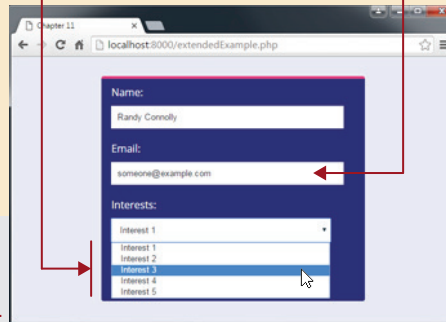 Chapter 11
localhost:8000/extendedExample.php
Name:
Randy Connolly
Email:
someone@example.com
Interests:
Interest 1
Interest 1
Interest 2
Interest 3
Interest 4
Interest 5